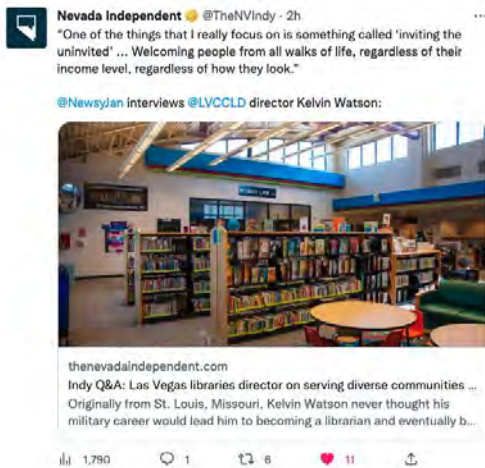 Nevada Independent @TheNVIndy · 2h
"One of the things that I really focus on is something called 'inviting the
uninvited' ... Welcoming people from all walks of life, regardless of their
income level, regardless of how they look."
@NewsyJan interviews @LVCCLD director Kelvin Watson:
thenevadaindependent.com
Indy Q&A: Las Vegas libraries director on serving diverse communities ...
Originally from St. Louis, Missouri, Kelvin Watson never thought his
military career would lead him to becoming a librarian and eventually b...
1,790 1 6 11